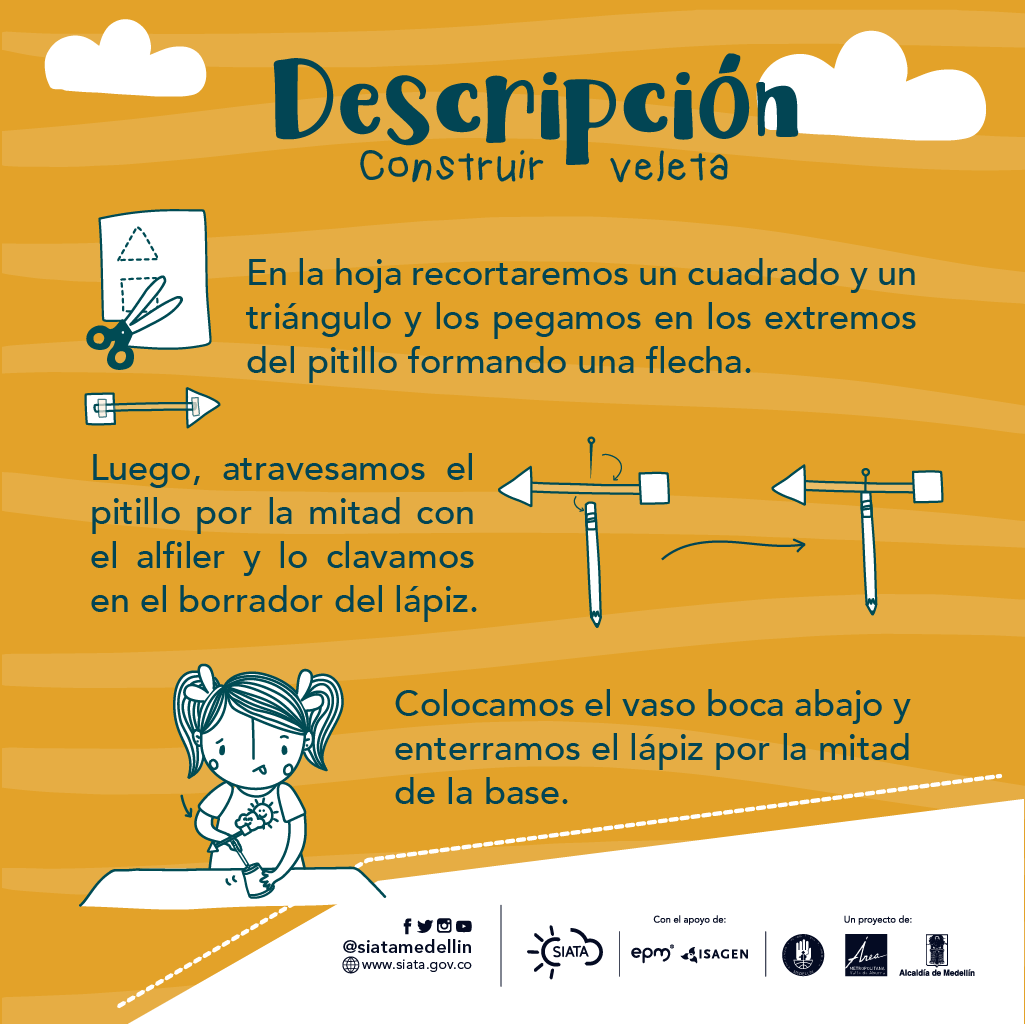 Descripción
Construir veleta
En la hoja recortaremos un cuadrado y un
triángulo y los pegamos en los extremos
del pitillo formando una flecha.
Luego, atravesamos el
pitillo por la mitad con
el alfiler y lo clavamos
en el borrador del lápiz.
Colocamos el vaso boca abajo y
enterramos el lápiz por la mitad
de la base.
@siatamedellin
www.siata.gov.co
SIATA
Con el apoyo de:
epm
ISAGEN
Un proyecto de:
Área
METROPOLITANA
Alcaldía de Medellín